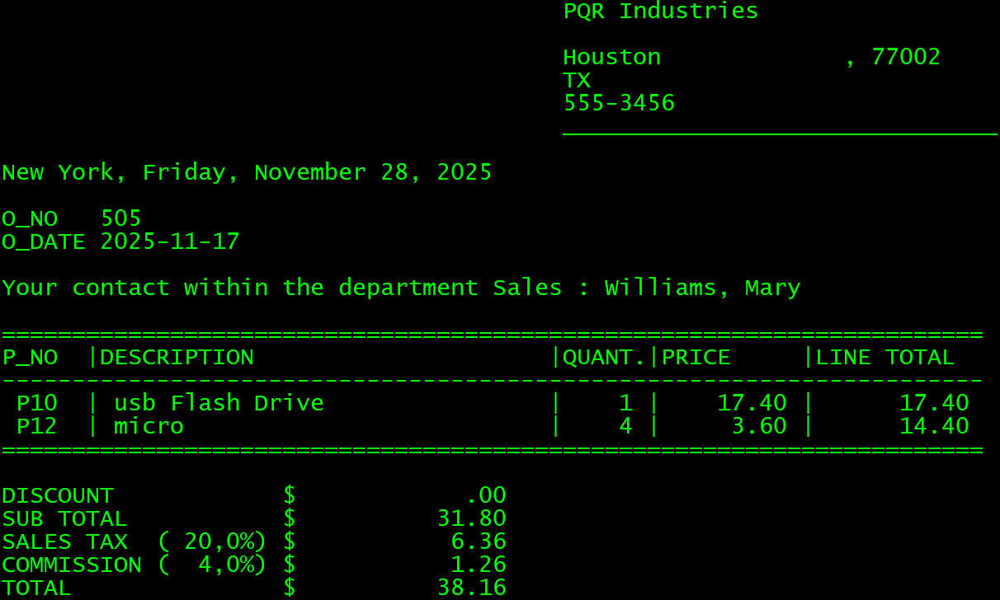 PQR Industries
Houston , 77002
TX
555-3456
New York, Friday, November 28, 2025
O_NO 505
O_DATE 2025-11-17
Your contact within the department Sales : Williams, Mary
======================================================================
P_NO |DESCRIPTION |QUANT.|PRICE |LINE TOTAL
----------------------------------------------------------------------
P10 | usb Flash Drive | 1 | 17.40 | 17.40
P12 | micro | 4 | 3.60 | 14.40
======================================================================
DISCOUNT $ .00
SUB TOTAL $ 31.80
SALES TAX ( 20,0%) $ 6.36
COMMISSION ( 4,0%) $ 1.26
TOTAL $ 38.16